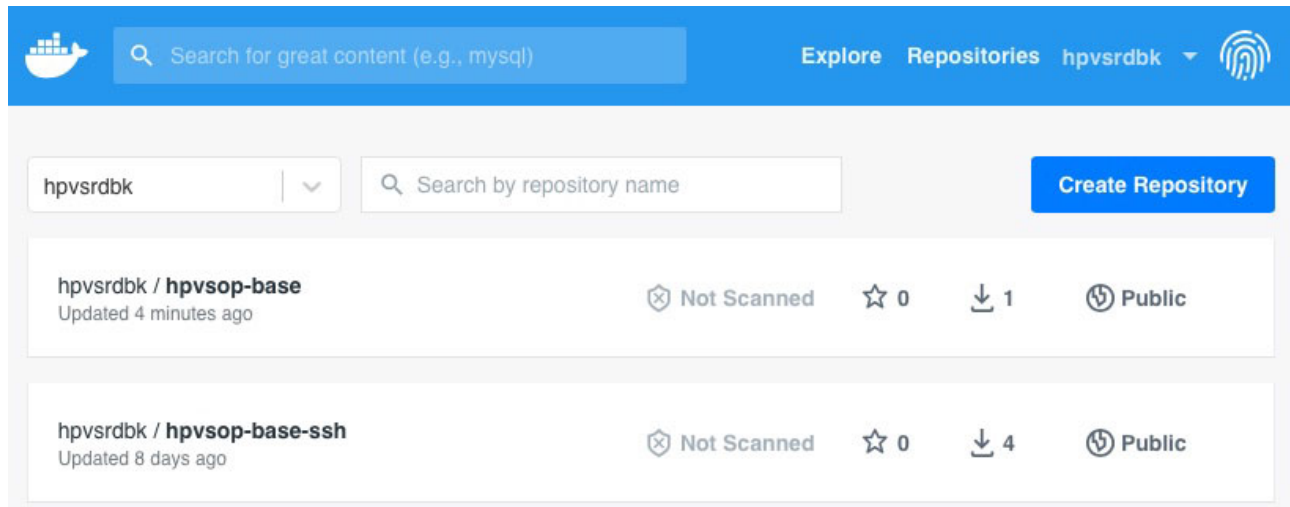 Search for great content (e.g., mysql) Explore Repositories hpvsrdbk
hpvsrdbk Search by repository name Create Repository
hpvsrdbk / hpvsop-base Not Scanned 0 1 Public
Updated 4 minutes ago
hpvsrdbk / hpvsop-base-ssh Not Scanned 0 4 Public
Updated 8 days ago